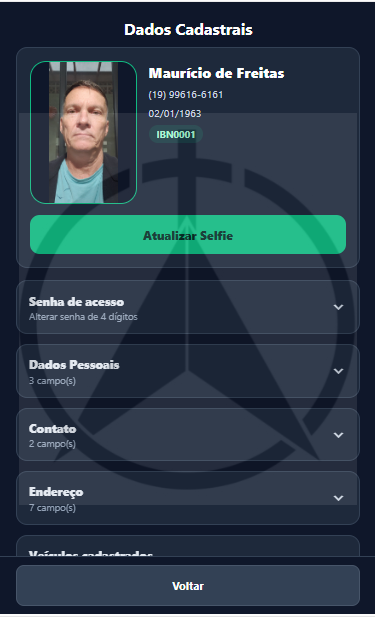 Dados Cadastrais
Maurício de Freitas
(19) 99616-6161
02/01/1963
IBN0001
Atualizar Selfie
Senha de acesso
Alterar senha de 4 dígitos
Dados Pessoais
3 campo(s)
Contato
2 campo(s)
Endereço
7 campo(s)
Veículos cadastrados
Voltar